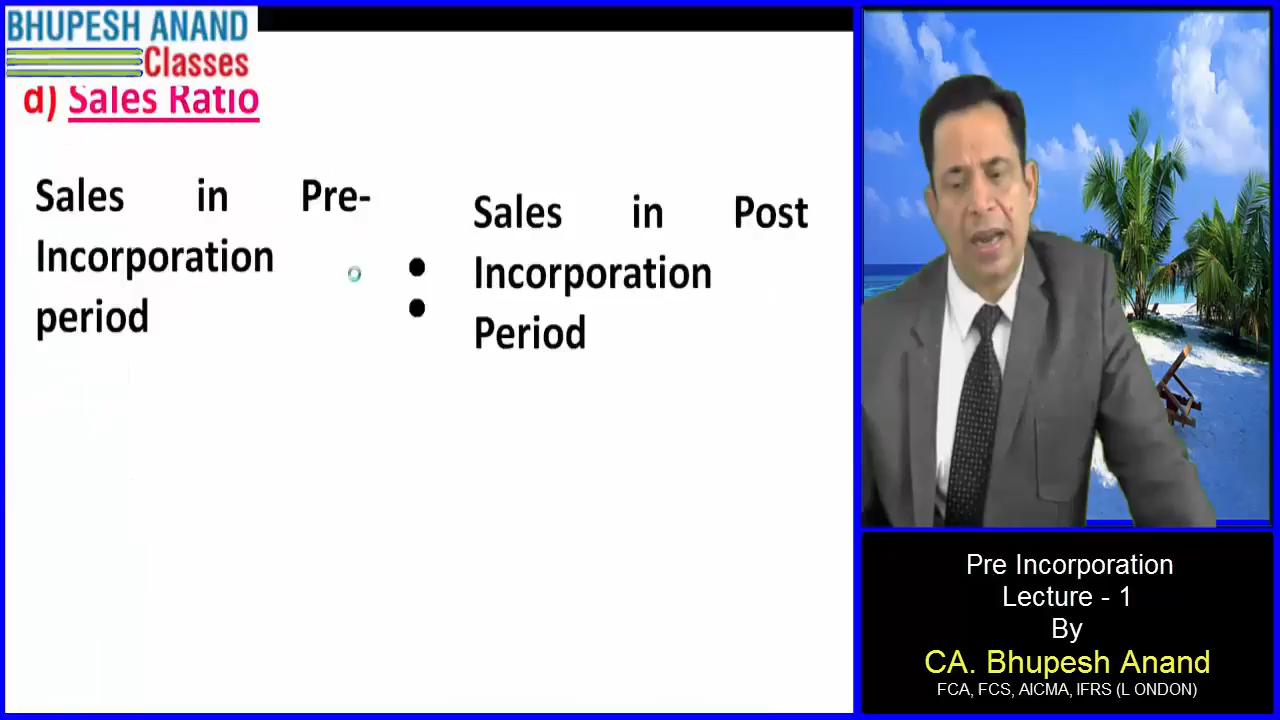 BHUPESH ANAND
Classes
d) Sales Ratio
Sales in Pre-
Incorporation
period
:
Sales in Post
Incorporation
Period
Pre Incorporation
Lecture - 1
By
CA. Bhupesh Anand
FCA, FCS, AICMA, IFRS (L ONDON)